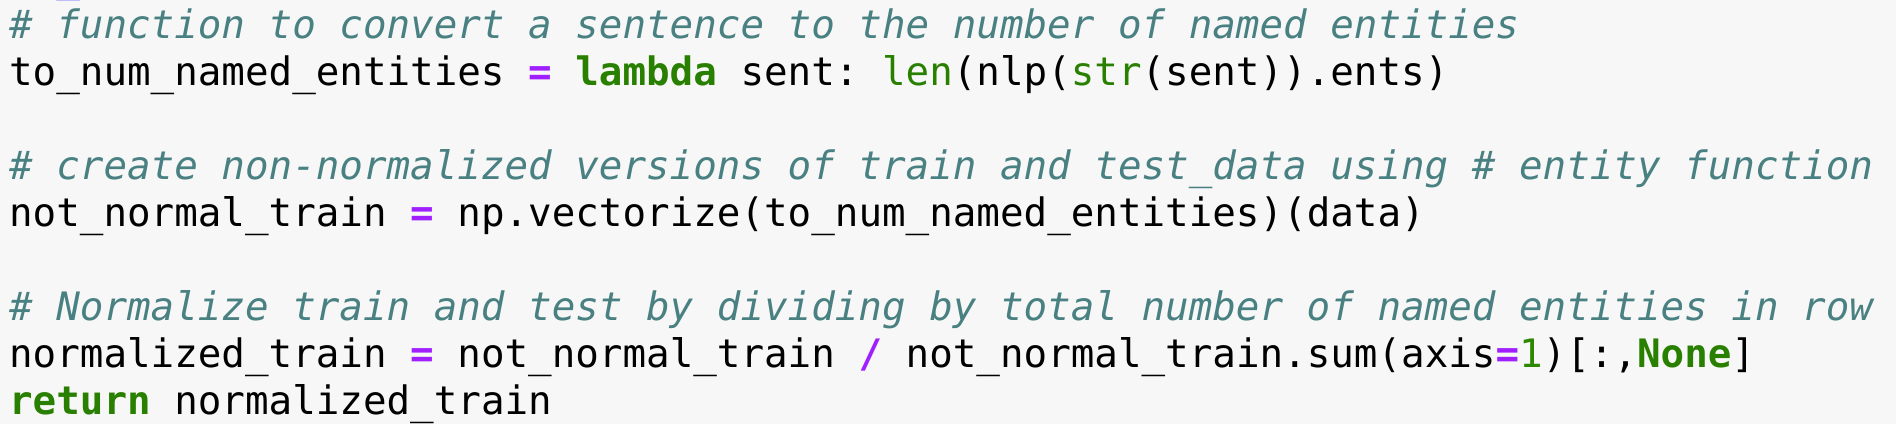 # function to convert a sentence to the number of named entities
to_num_named_entities = lambda sent: len(nlp(str(sent)).ents)
# create non-normalized versions of train and test_data using # entity function
not_normal_train = np.vectorize(to_num_named_entities)(data)
# Normalize train and test by dividing by total number of named entities in row
normalized_train = not_normal_train / not_normal_train.sum(axis=1)[:,None]
return normalized_train